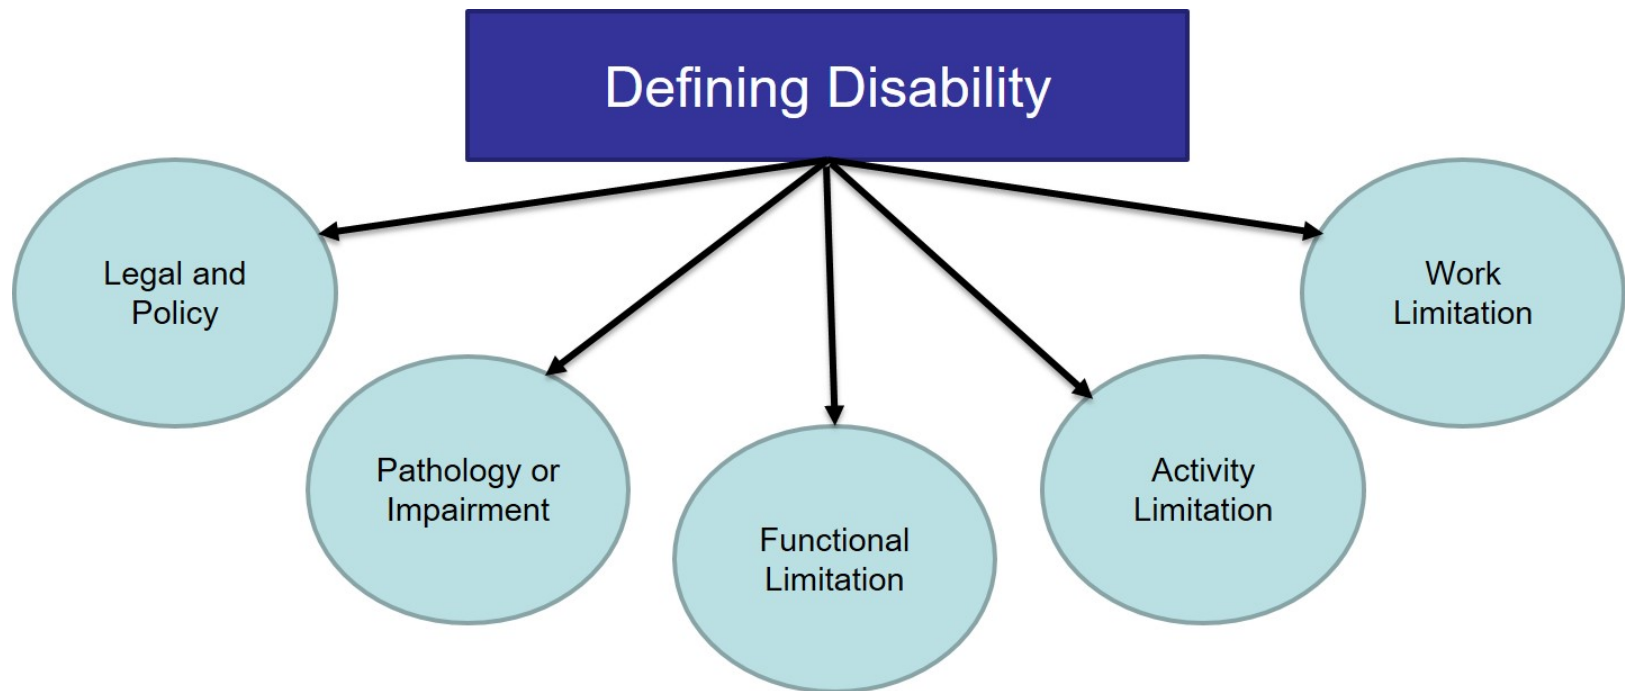 Defining Disability
Legal and
Policy
Pathology or
Impairment
Functional
Limitation
Activity
Limitation
Work
Limitation